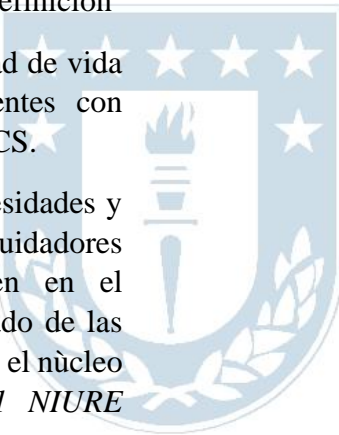 ad de vida
entes con
CS.
esidades y
uidadores
en en el
do de las
el nùcleo
NIURE